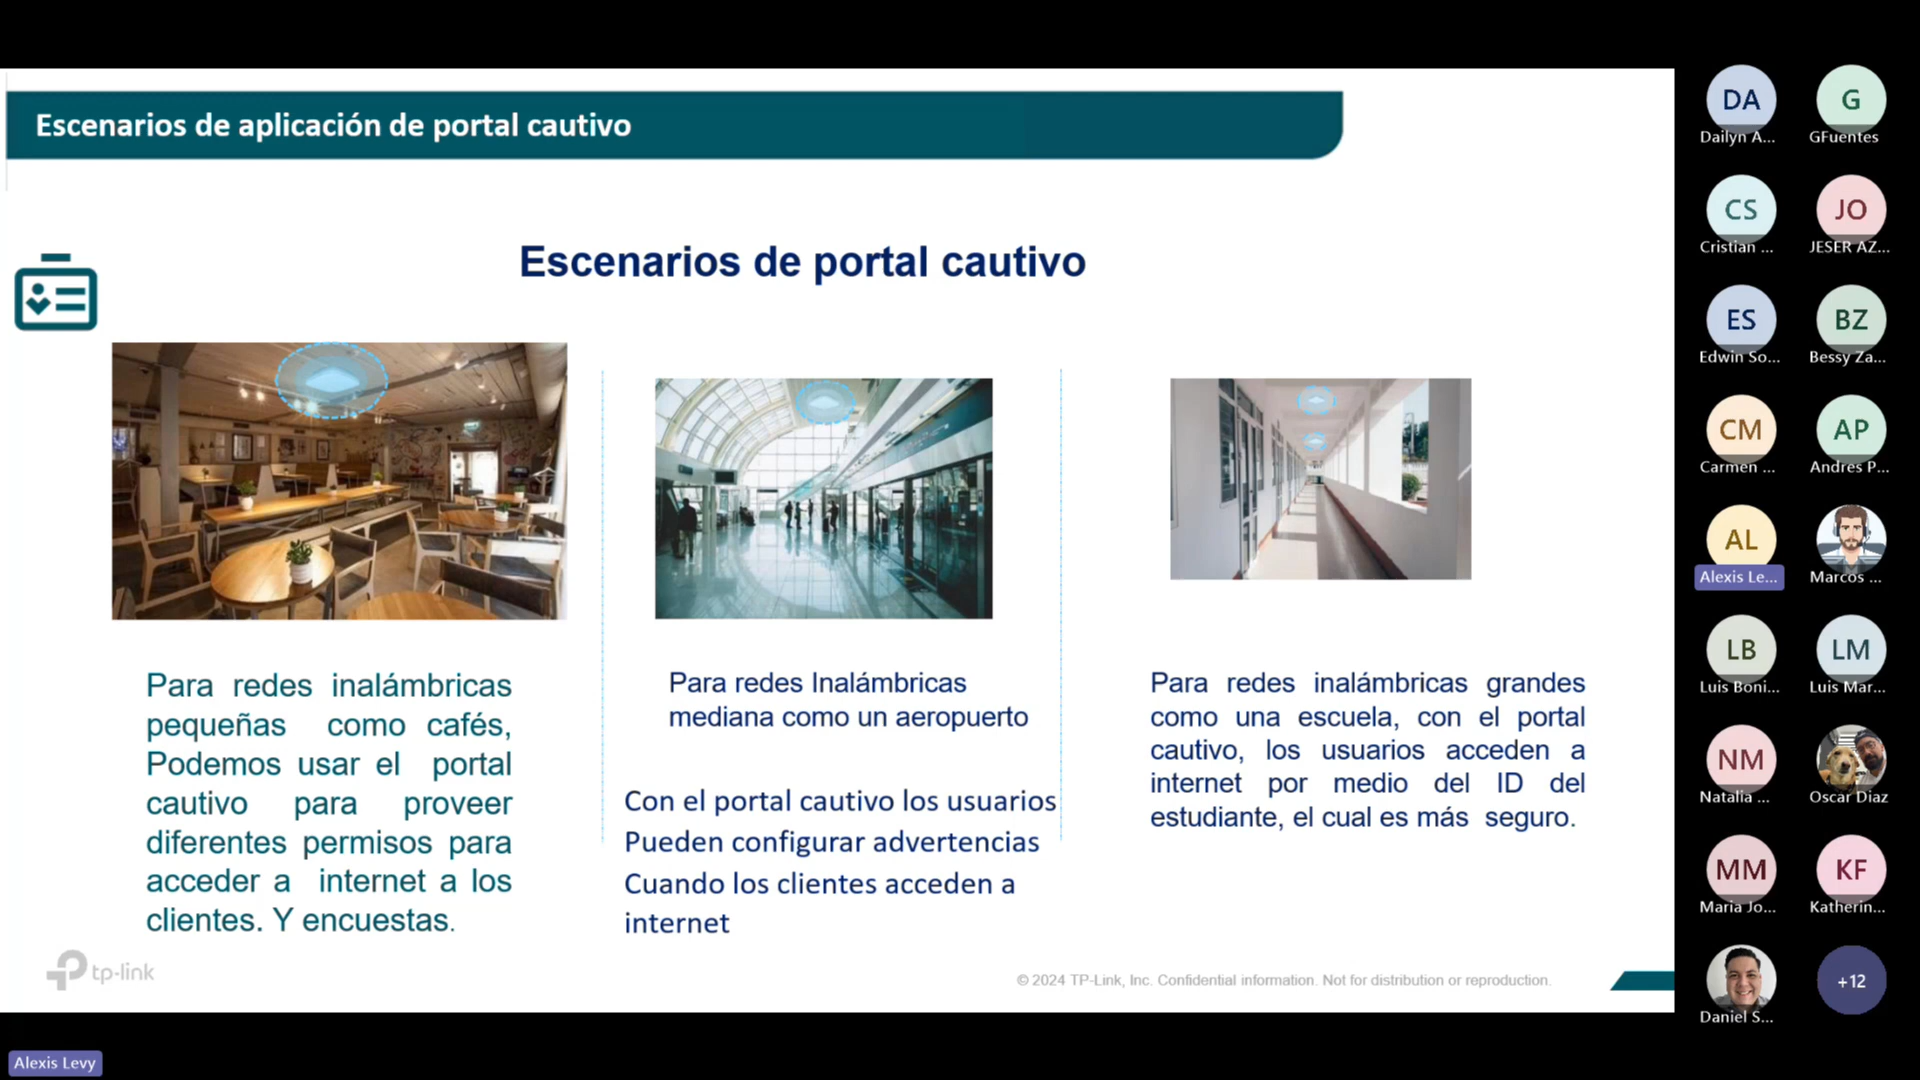 Escenarios de aplicación de portal cautivo
Escenarios de portal cautivo
Para redes inalámbricas
pequeñas como cafés,
Podemos usar el portal
cautivo para proveer
diferentes permisos para
acceder a internet a los
clientes. Y encuestas.
Para redes Inalámbricas
mediana como un aeropuerto
Con el portal cautivo los usuarios
Pueden configurar advertencias
Cuando los clientes acceden a
internet
Para redes inalámbricas grandes
como una escuela, con el portal
cautivo, los usuarios acceden a
internet por medio del ID del
estudiante, el cual es más seguro.
tp-link
© 2024 TP-Link, Inc. Confidential information. Not for distribution or reproduction.
DA
Dailyn A...
G
GFuentes
CS
Cristian ...
JO
JESER AZ...
ES
Edwin So...
BZ
Bessy Za...
CM
Carmen ...
AP
Andres P...
AL
Alexis Le...
Marcos ...
LB
Luis Boni...
LM
Luis Mar...
NM
Natalia ...
Oscar Diaz
MM
Maria Jo...
KF
Katherin...
Daniel S...
+12
Alexis Levy